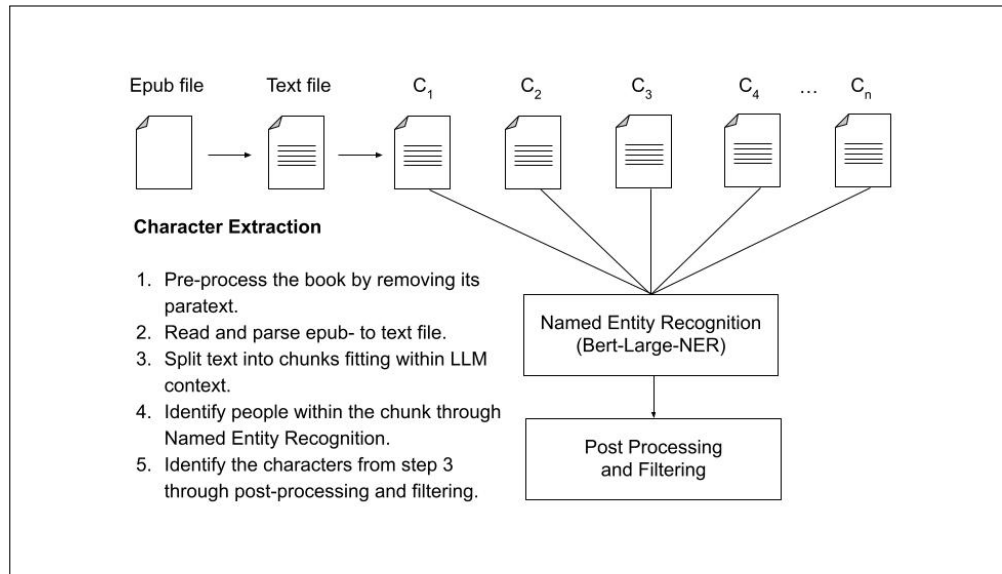 Epub file Text file C1 C2 C3 C4 ... Cn
Character Extraction
1. Pre-process the book by removing its
paratext.
2. Read and parse epub- to text file.
3. Split text into chunks fitting within LLM
context.
4. Identify people within the chunk through
Named Entity Recognition.
5. Identify the characters from step 3
through post-processing and filtering.
Named Entity Recognition
(Bert-Large-NER)
Post Processing
and Filtering